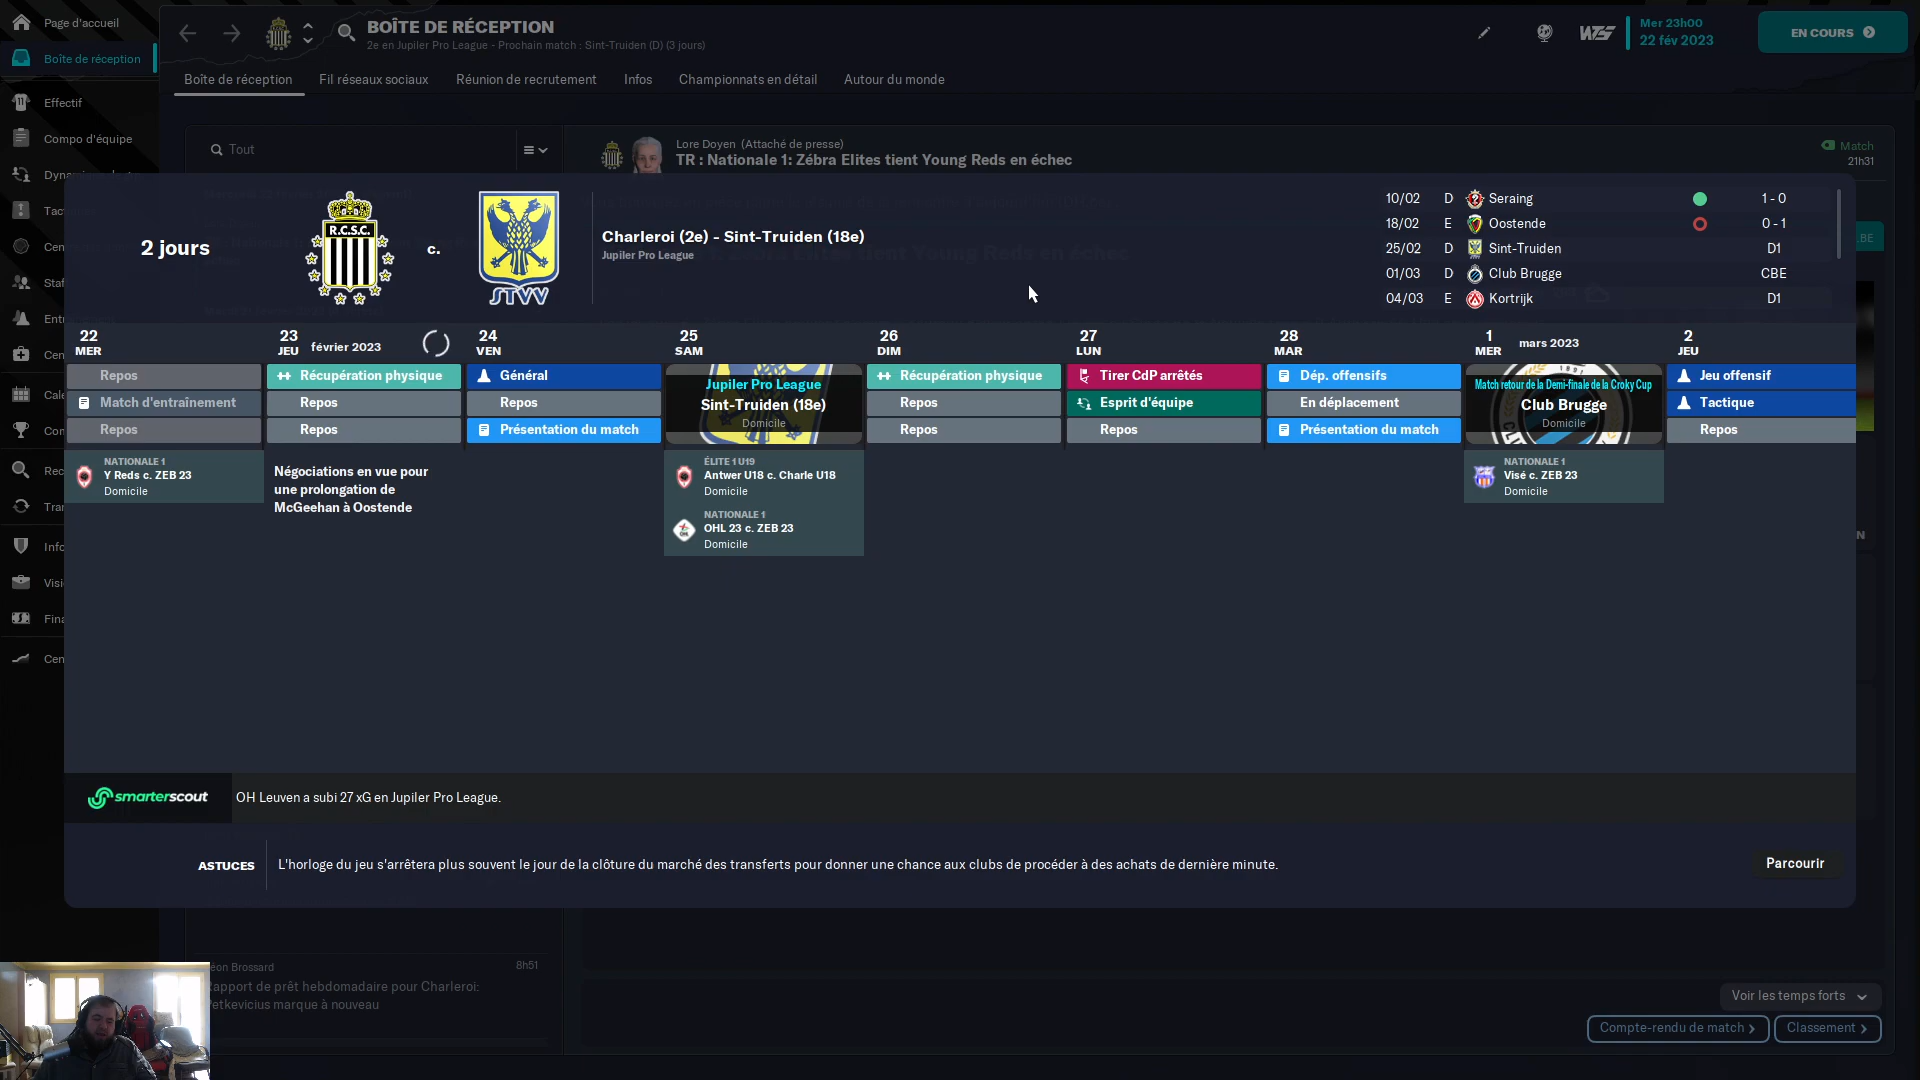 Page d'accueil
Boîte de réception
Effectif
Compo d'équipe
BOÎTE DE RÉCEPTION
2e en Jupiler Pro League - Prochain match : Sint-Truiden (D) (3 jours)
Mer 23h00
22 fév 2023
EN COURS
Boîte de réception
Fil réseaux sociaux
Réunion de recrutement
Infos
Championnats en détail
Autour du monde
Tout
Lore Doyen (Attaché de presse)
TR : Nationale 1: Zébra Elites tient Young Reds en échec
Match
21h31
2 jours
R.C.S.C.
c.
STVV
Charleroi (2e) - Sint-Truiden (18e)
Jupiler Pro League
10/02 D Seraing 1 - 0
18/02 E Oostende 0 - 1
25/02 D Sint-Truiden D1
01/03 D Club Brugge CBE
04/03 E Kortrijk D1
22
MER
23
JEU février 2023
24
VEN
25
SAM
26
DIM
27
LUN
28
MAR
1
MER mars 2023
2
JEU
Repos
Match d'entraînement
Repos
NATIONALE 1
Y Reds c. ZEB 23
Domicile
Récupération physique
Repos
Repos
Négociations en vue pour
une prolongation de
McGeehan à Oostende
Général
Repos
Présentation du match
Jupiler Pro League
Sint-Truiden (18e)
Domicile
ÉLITE 1 U19
Antwer U18 c. Charle U18
Domicile
NATIONALE 1
OHL 23 c. ZEB 23
Domicile
Récupération physique
Repos
Repos
Tirer CdP arrêtés
Esprit d'équipe
Repos
Dép. offensifs
En déplacement
Présentation du match
Match retour de la Demi-finale de la Croky Cup
Club Brugge
Domicile
NATIONALE 1
Visé c. ZEB 23
Domicile
Jeu offensif
Tactique
Repos
smarterscout
OH Leuven a subi 27 xG en Jupiler Pro League.
ASTUCES
L'horloge du jeu s'arrêtera plus souvent le jour de la clôture du marché des transferts pour donner une chance aux clubs de procéder à des achats de dernière minute.
Parcourir
Brossard
8h51
Rapport de prêt hebdomadaire pour Charleroi:
Petkevicius marque à nouveau
Voir les temps forts
Compte-rendu de match
Classement